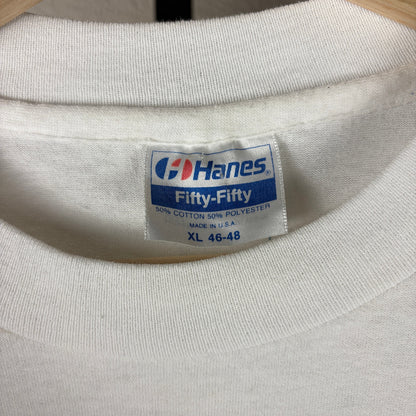 Hanes®
Fifty-Fifty
50% COTTON 50% POLYESTER
MADE IN U.S.A.
XL 46-48